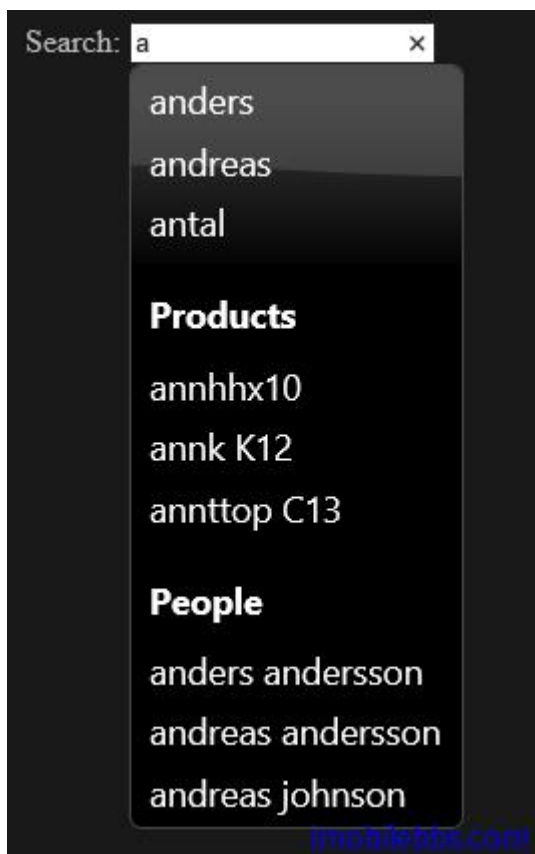 Search: a ×
anders
andreas
antal
Products
annhhx10
annk K12
annttop C13
People
anders andersson
andreas andersson
andreas johnson
imobilebbs.com